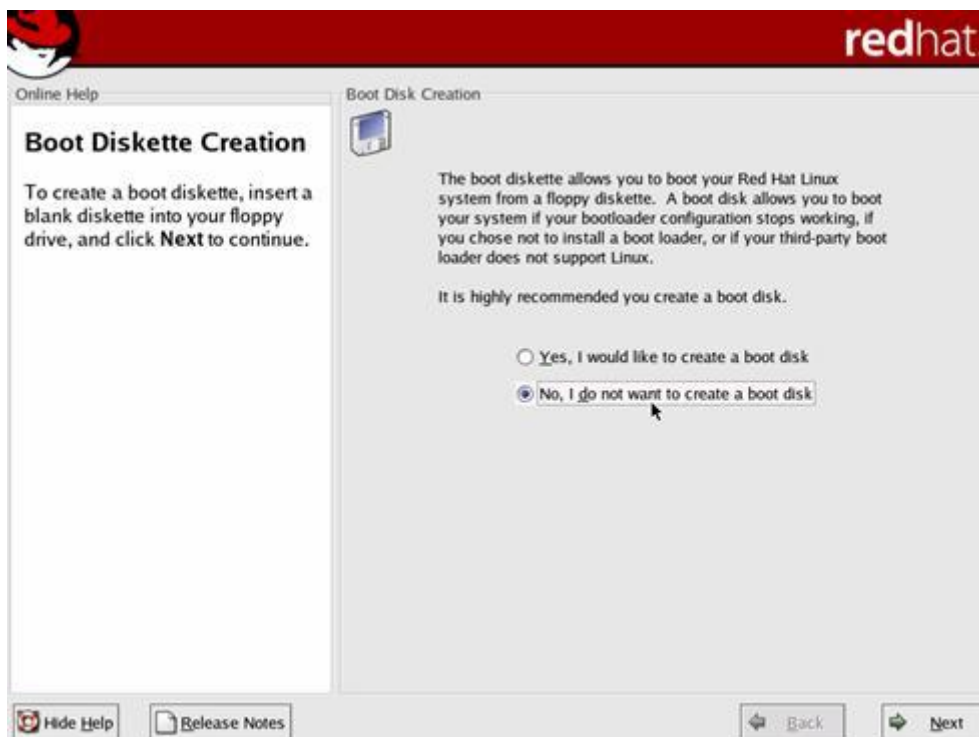 redhat
Online Help
Boot Diskette Creation
To create a boot diskette, insert a
blank diskette into your floppy
drive, and click Next to continue.
Boot Disk Creation
The boot diskette allows you to boot your Red Hat Linux
system from a floppy diskette. A boot disk allows you to boot
your system if your bootloader configuration stops working, if
you chose not to install a boot loader, or if your third-party boot
loader does not support Linux.
It is highly recommended you create a boot disk.
Yes, I would like to create a boot disk
No, I do not want to create a boot disk
Hide Help
Release Notes
Back
Next